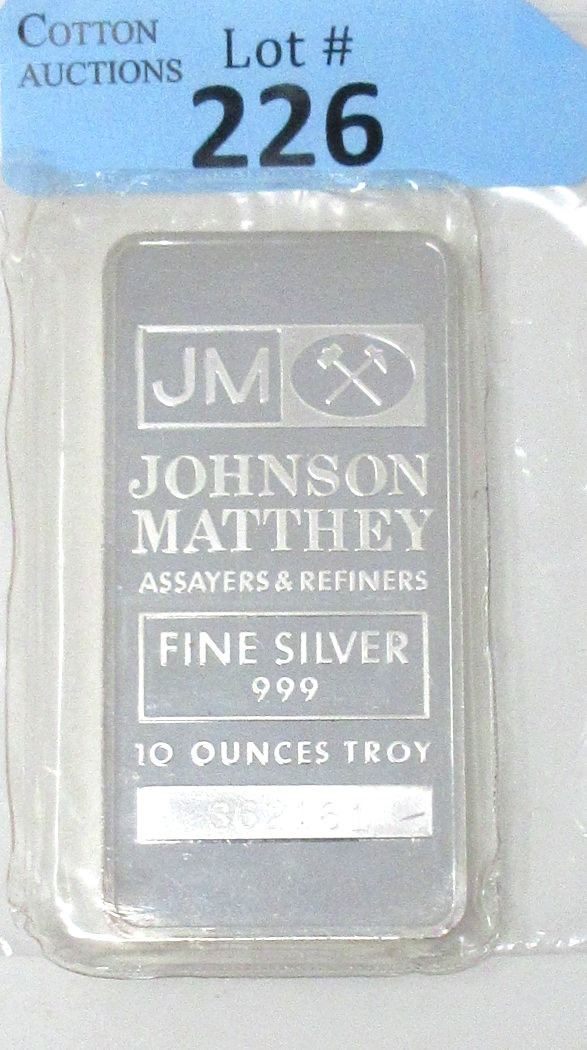 COTTON
AUCTIONS
Lot #
226
JM
JOHNSON
MATTHEY
ASSAYERS & REFINERS
FINE SILVER
999
10 OUNCES TROY